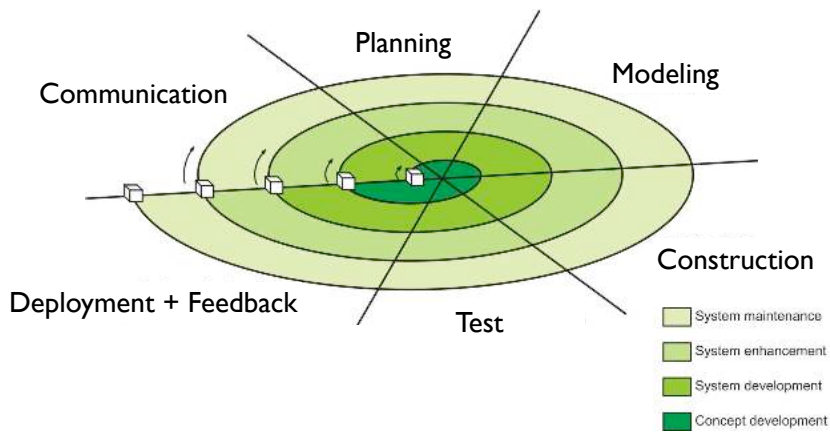 Planning
Modeling
Communication
Construction
Deployment + Feedback
Test
System maintenance
System enhancement
System development
Concept development